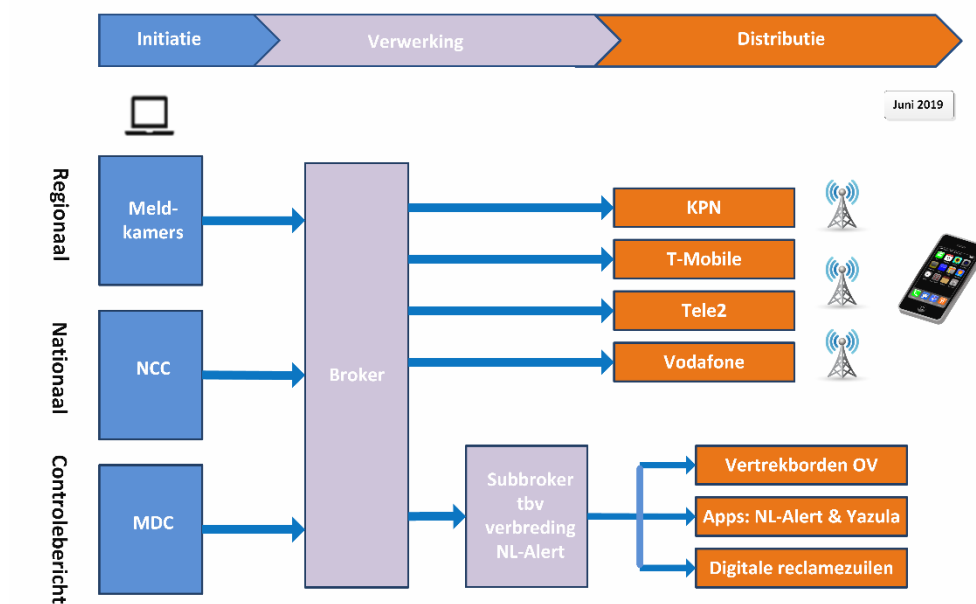 Initiatie
Verwerking
Distributie
Juni 2019
Regionaal
Meld-
kamers
KPN
T-Mobile
Tele2
Vodafone
Nationaal
NCC
Broker
Controlebericht
MDC
Subbroker
tbv
verbreding
NL-Alert
Vertrekborden OV
Apps: NL-Alert & Yazula
Digitale reclamezuilen